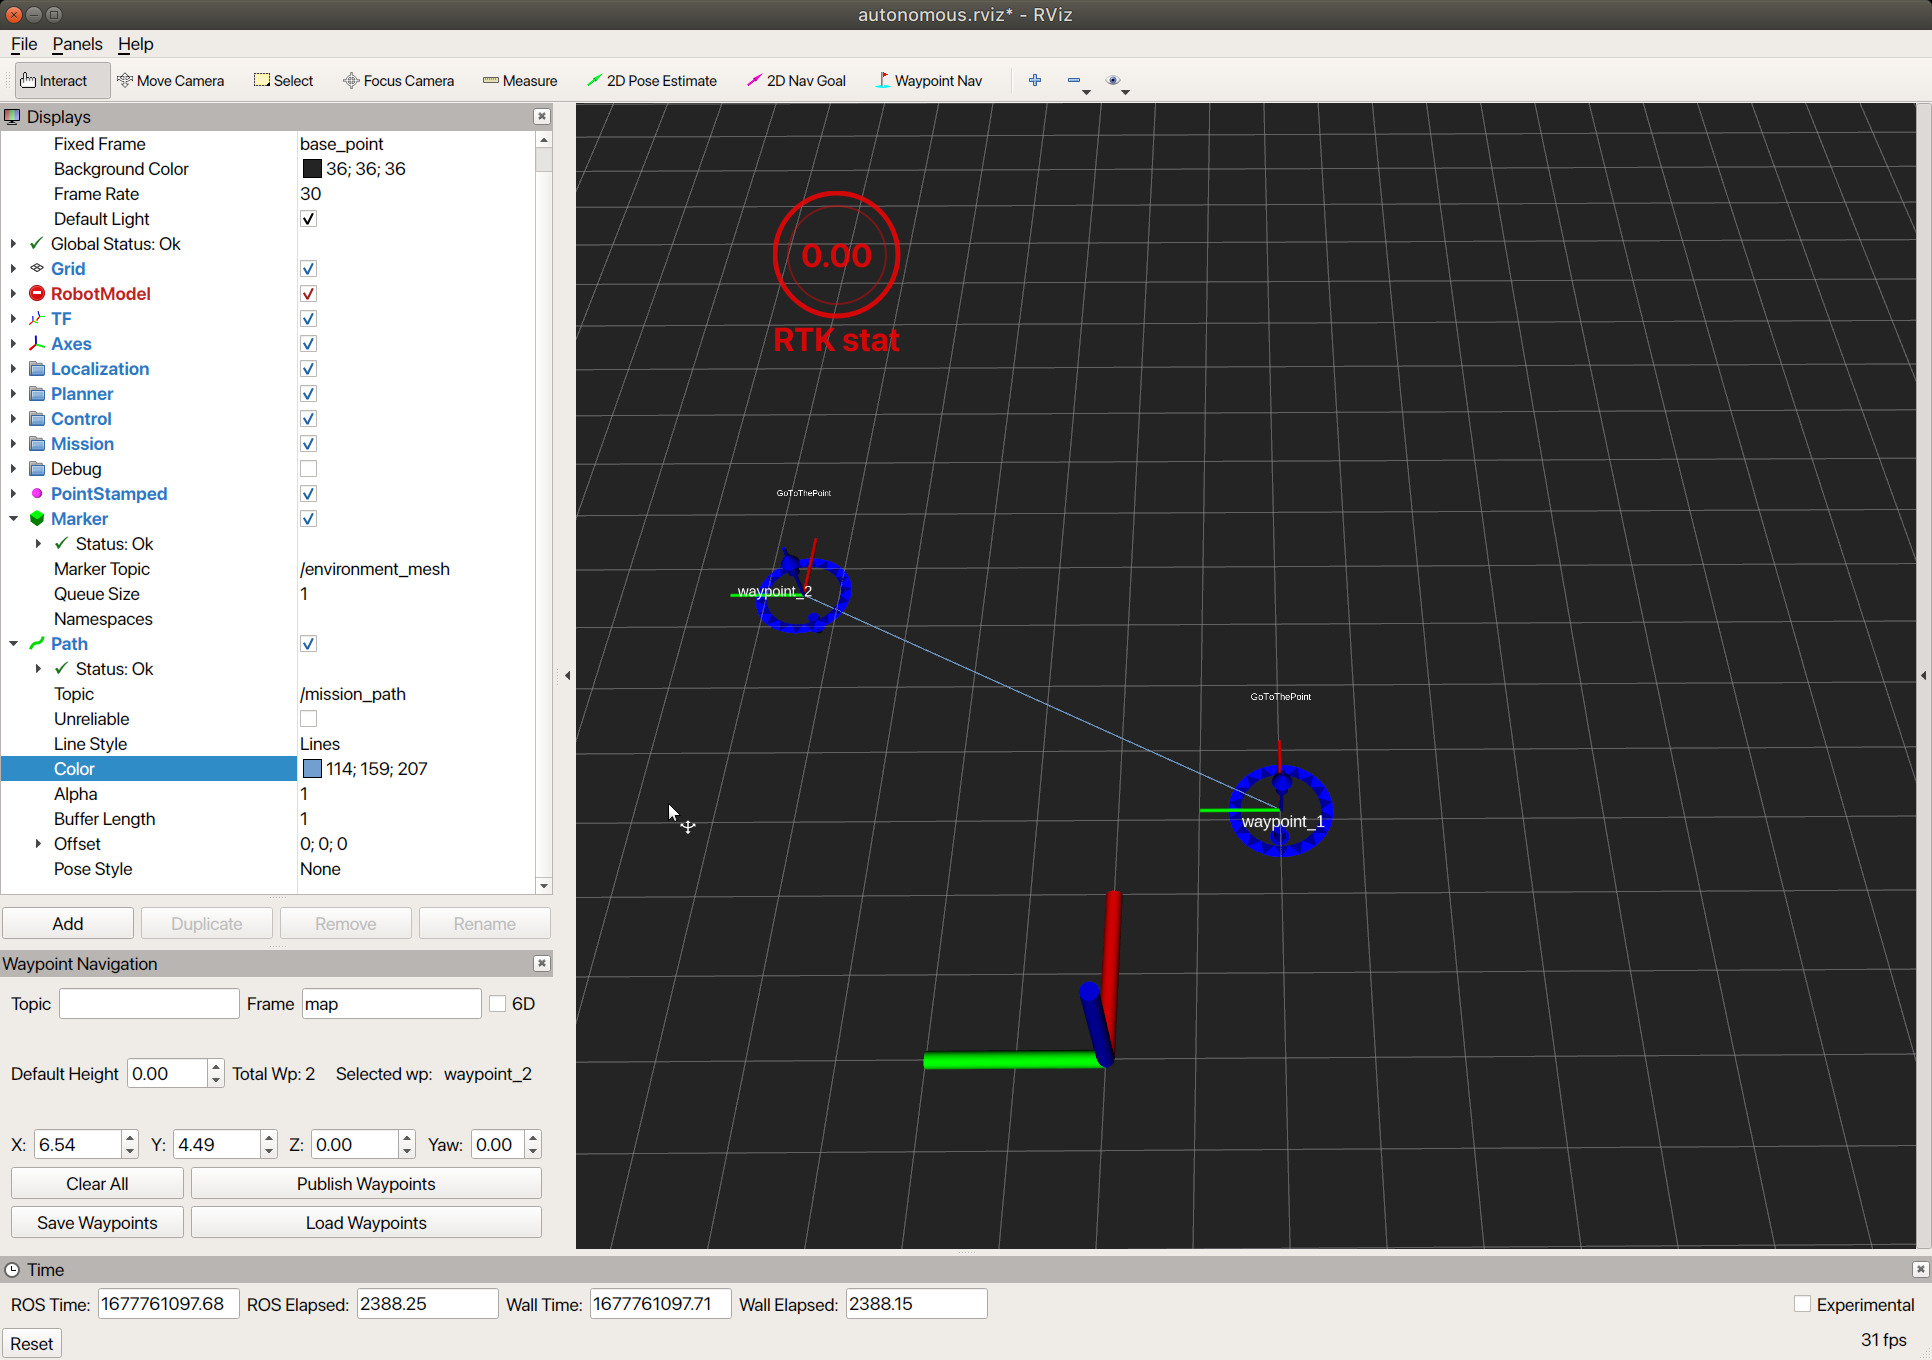 autonomous.rviz* - RViz
File Panels Help
Interact Move Camera Select Focus Camera Measure 2D Pose Estimate 2D Nav Goal Waypoint Nav
Displays
Fixed Frame base_point
Background Color 36; 36; 36
Frame Rate 30
Default Light
Global Status: Ok
Grid
RobotModel
TF
Axes
Localization
Planner
Control
Mission
Debug
PointStamped
Marker
Status: Ok
Marker Topic /environment_mesh
Queue Size 1
Namespaces
Path
Status: Ok
Topic /mission_path
Unreliable
Line Style Lines
Color 114; 159; 207
Alpha 1
Buffer Length 1
Offset 0; 0; 0
Pose Style None
Add Duplicate Remove Rename
Waypoint Navigation
Topic Frame map 6D
Default Height 0.00 Total Wp: 2 Selected wp: waypoint_2
X: 6.54 Y: 4.49 Z: 0.00 Yaw: 0.00
Clear All Publish Waypoints
Save Waypoints Load Waypoints
0.00
RTK stat
GoToThePoint
waypoint_2
GoToThePoint
waypoint_1
Time
ROS Time: 1677761097.68 ROS Elapsed: 2388.25 Wall Time: 1677761097.71 Wall Elapsed: 2388.15 Experimental
Reset 31 fps